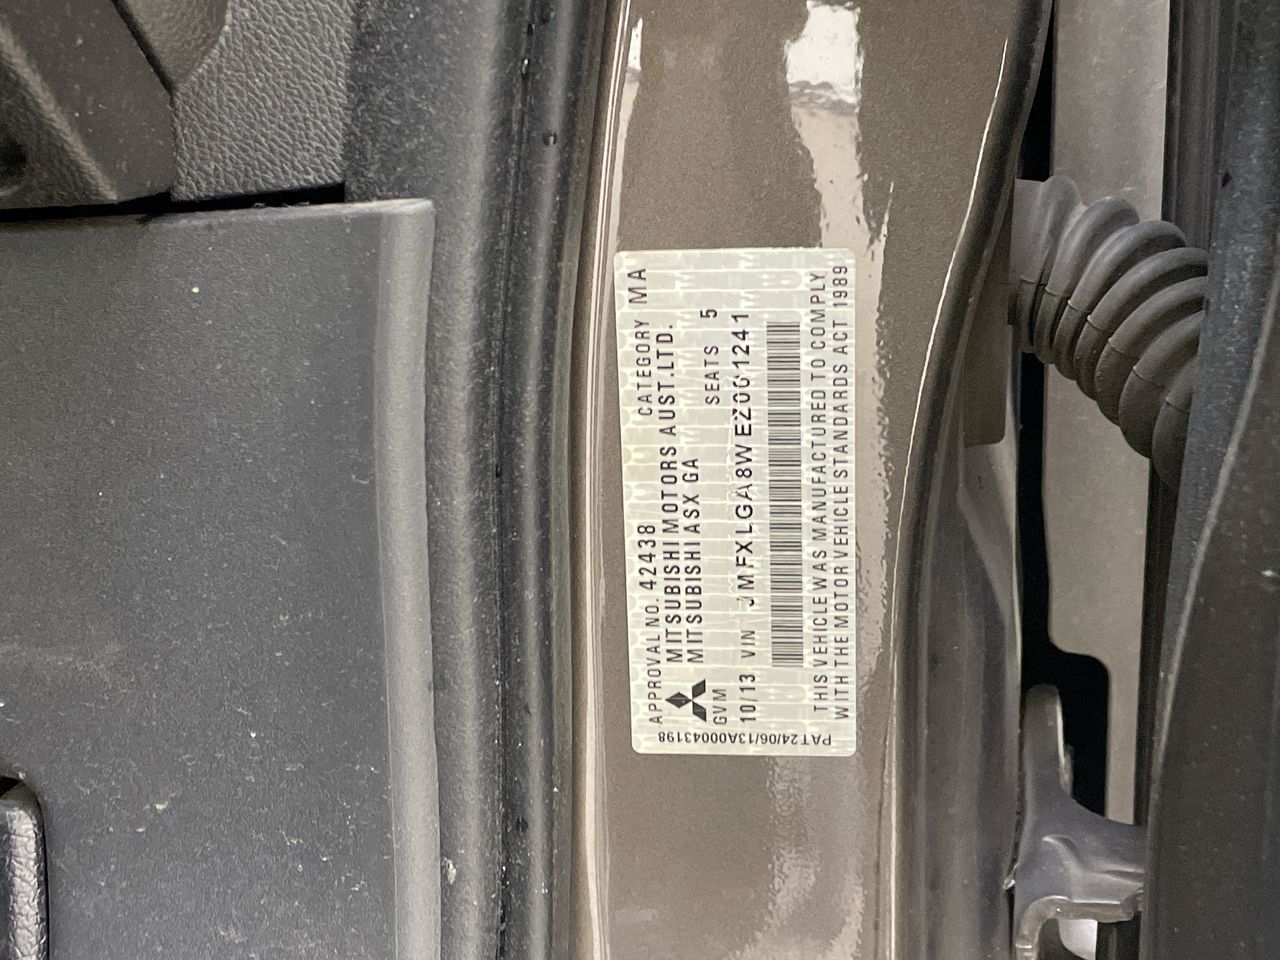 APPROVAL NO. 42438 CATEGORY MA
MITSUBISHI MOTORS AUST.LTD.
MITSUBISHI ASX GA
GVM SEATS 5
10/13 VIN JMFXLGA8WEZ001241
THIS VEHICLE WAS MANUFACTURED TO COMPLY
WITH THE MOTOR VEHICLE STANDARDS ACT 1989
PAT24/06/13A00043198